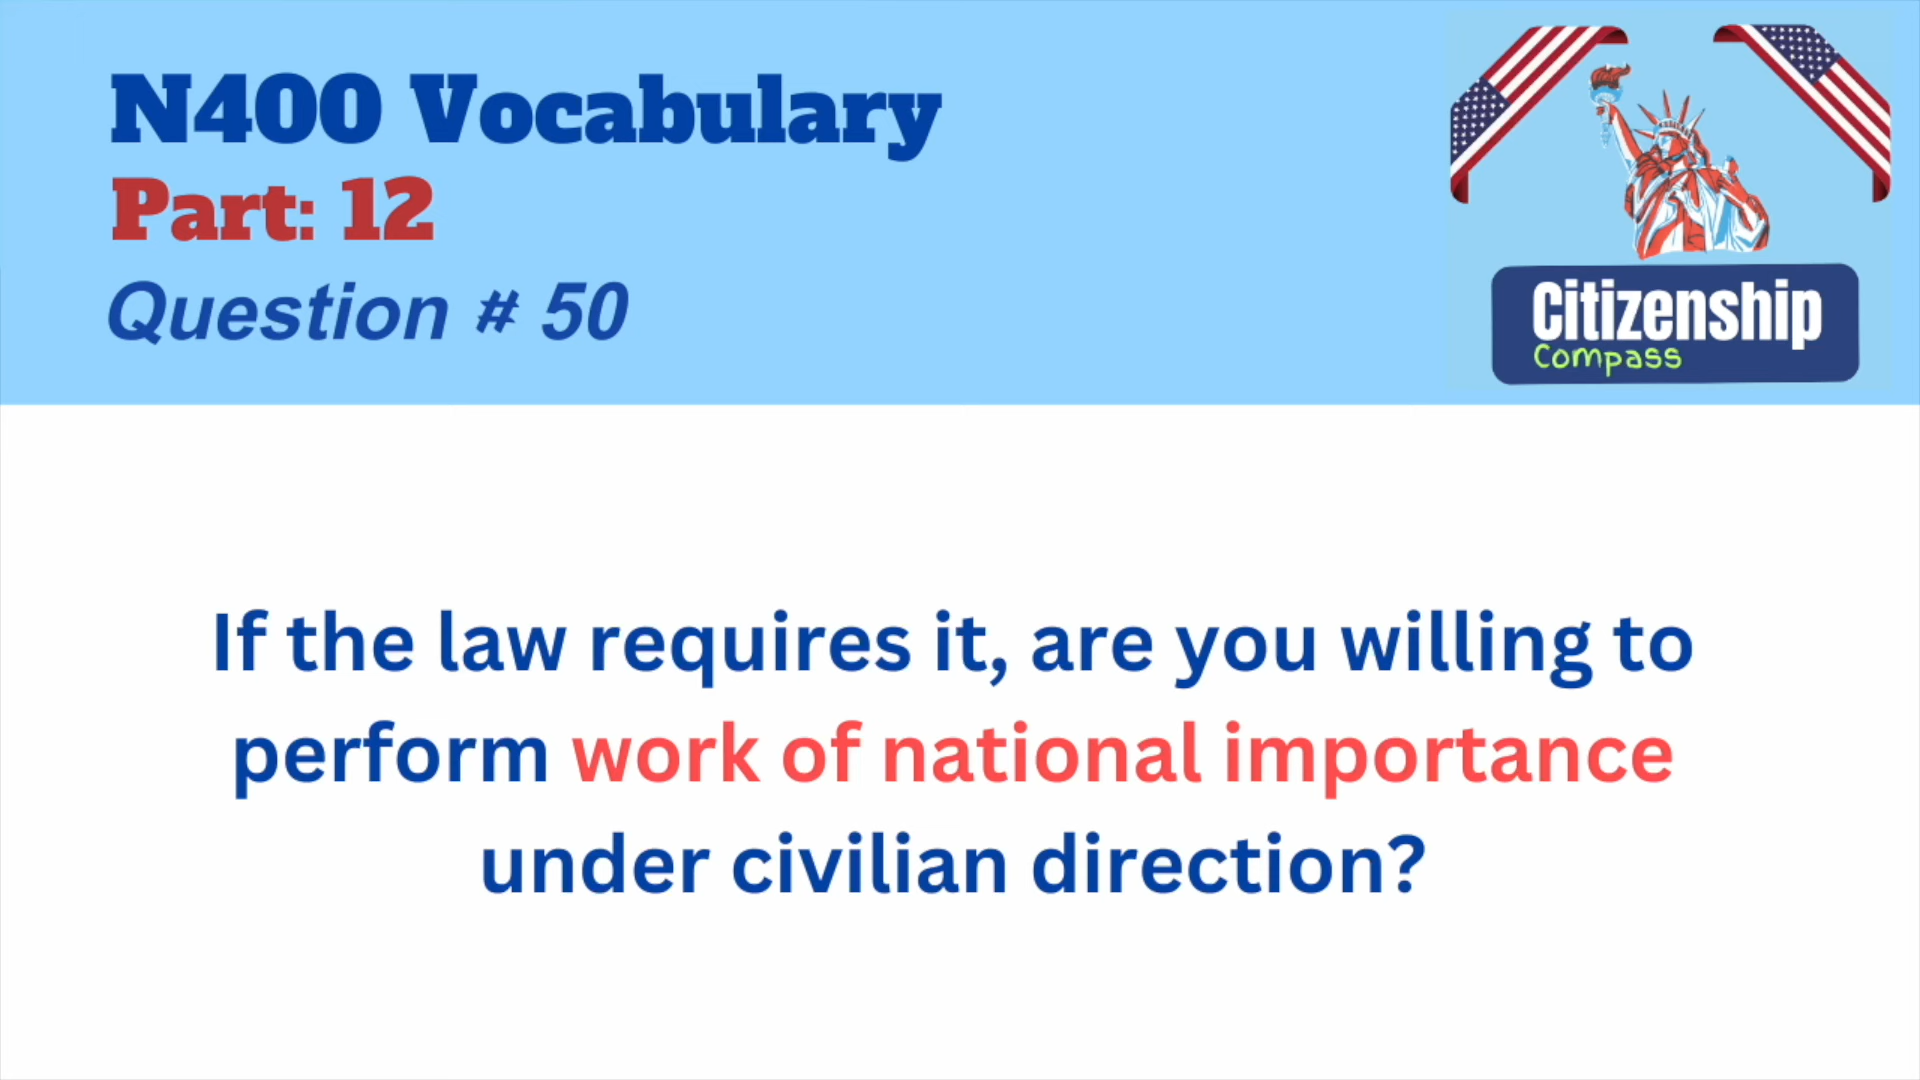 N400 Vocabulary
Part: 12
Question # 50
Citizenship
Compass
If the law requires it, are you willing to
perform work of national importance
under civilian direction?